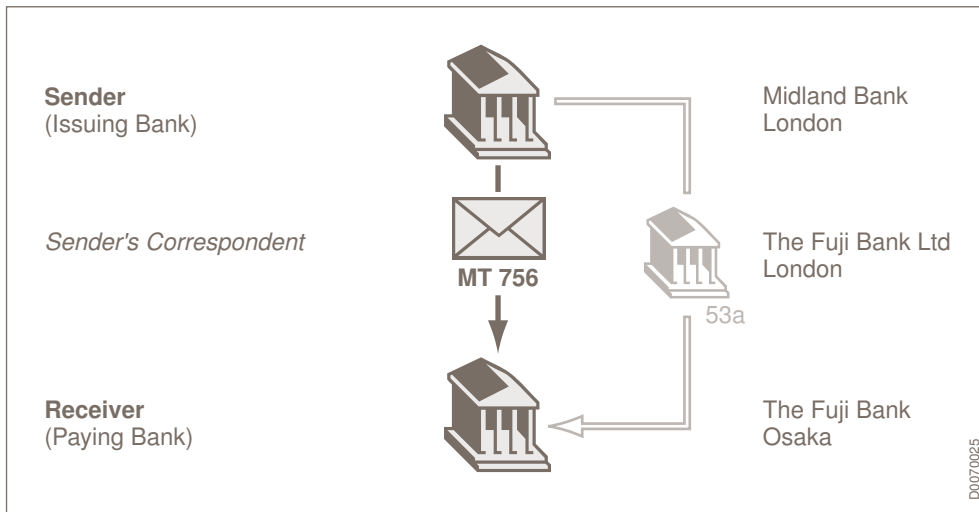 Sender
(Issuing Bank)
Midland Bank
London
Sender's Correspondent
MT 756
The Fuji Bank Ltd
London
53a
Receiver
(Paying Bank)
The Fuji Bank
Osaka
D0070025